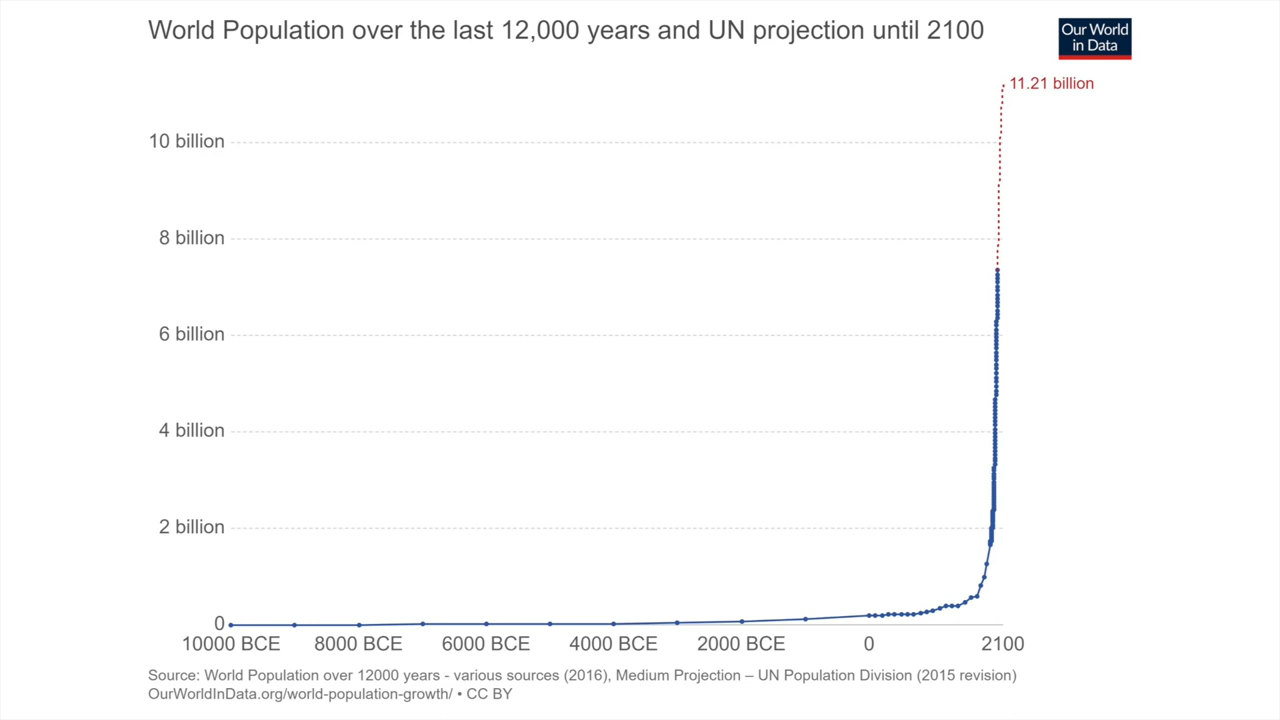 World Population over the last 12,000 years and UN projection until 2100
Our World
in Data
11.21 billion
10 billion
8 billion
6 billion
4 billion
2 billion
0
10000 BCE 8000 BCE 6000 BCE 4000 BCE 2000 BCE 0 2100
Source: World Population over 12000 years - various sources (2016), Medium Projection – UN Population Division (2015 revision)
OurWorldInData.org/world-population-growth/ • CC BY